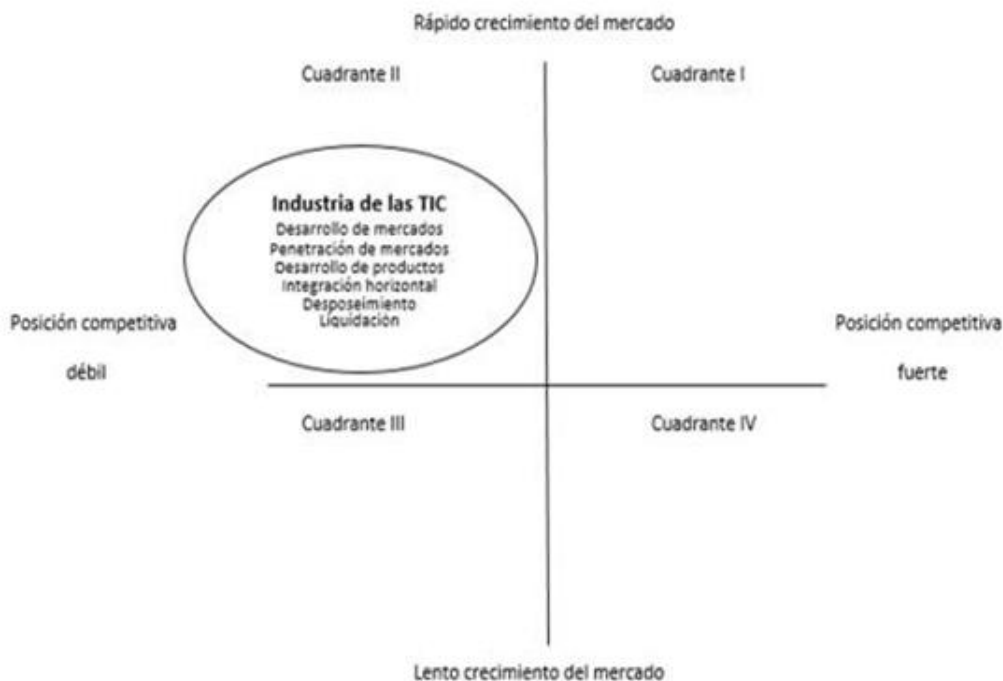 Rápido crecimiento del mercado
Cuadrante II
Cuadrante I
Industria de las TIC
Desarrollo de mercados
Penetración de mercados
Desarrollo de productos
Integración horizontal
Desposeimiento
Liquidación
Posición competitiva
débil
Posición competitiva
fuerte
Cuadrante III
Cuadrante IV
Lento crecimiento del mercado